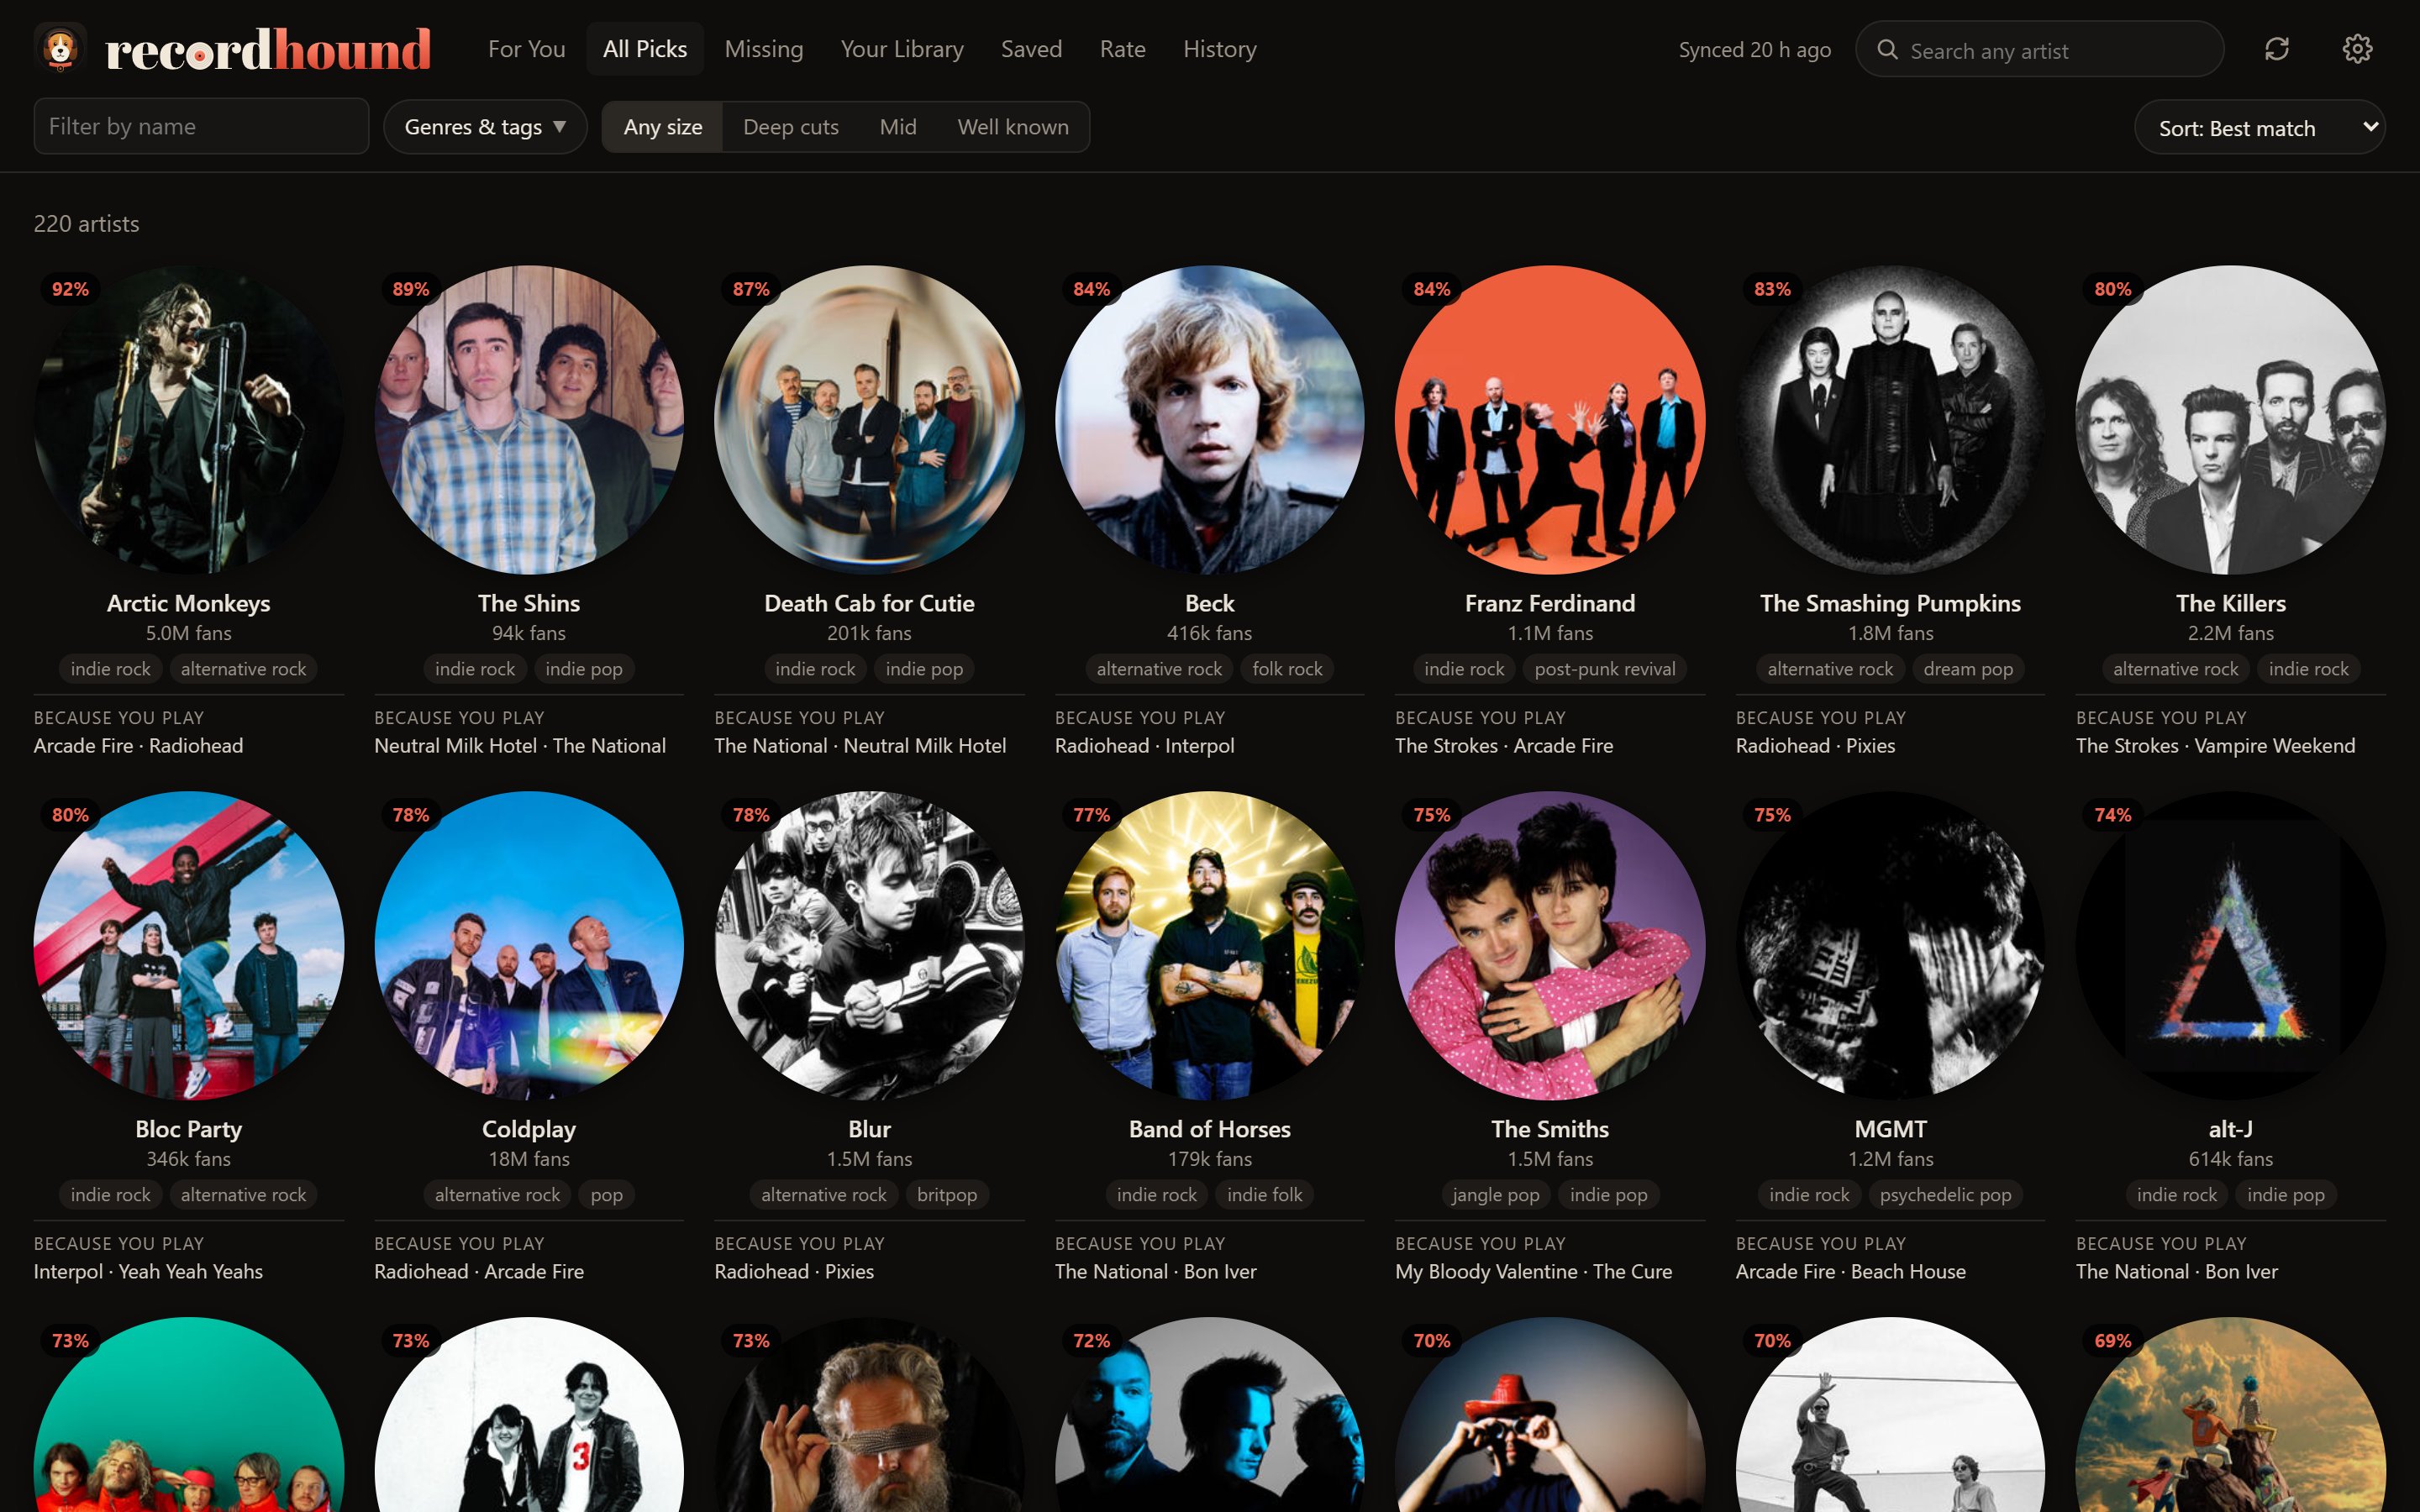 recordhound For You All Picks Missing Your Library Saved Rate History Synced 20 h ago Search any artist
Filter by name Genres & tags ▼ Any size Deep cuts Mid Well known Sort: Best match
220 artists
92% 89% 87% 84% 84% 83% 80%
Arctic Monkeys The Shins Death Cab for Cutie Beck Franz Ferdinand The Smashing Pumpkins The Killers
5.0M fans 94k fans 201k fans 416k fans 1.1M fans 1.8M fans 2.2M fans
indie rock alternative rock indie rock indie pop indie rock indie pop alternative rock folk rock indie rock post-punk revival alternative rock dream pop alternative rock indie rock
BECAUSE YOU PLAY BECAUSE YOU PLAY BECAUSE YOU PLAY BECAUSE YOU PLAY BECAUSE YOU PLAY BECAUSE YOU PLAY BECAUSE YOU PLAY
Arcade Fire · Radiohead Neutral Milk Hotel · The National The National · Neutral Milk Hotel Radiohead · Interpol The Strokes · Arcade Fire Radiohead · Pixies The Strokes · Vampire Weekend
80% 78% 78% 77% 75% 75% 74%
Bloc Party Coldplay Blur Band of Horses The Smiths MGMT alt-J
346k fans 18M fans 1.5M fans 179k fans 1.5M fans 1.2M fans 614k fans
indie rock alternative rock alternative rock pop alternative rock britpop indie rock indie folk jangle pop indie pop indie rock psychedelic pop indie rock indie pop
BECAUSE YOU PLAY BECAUSE YOU PLAY BECAUSE YOU PLAY BECAUSE YOU PLAY BECAUSE YOU PLAY BECAUSE YOU PLAY BECAUSE YOU PLAY
Interpol · Yeah Yeah Yeahs Radiohead · Arcade Fire Radiohead · Pixies The National · Bon Iver My Bloody Valentine · The Cure Arcade Fire · Beach House The National · Bon Iver
73% 73% 73% 72% 70% 70% 69%
3